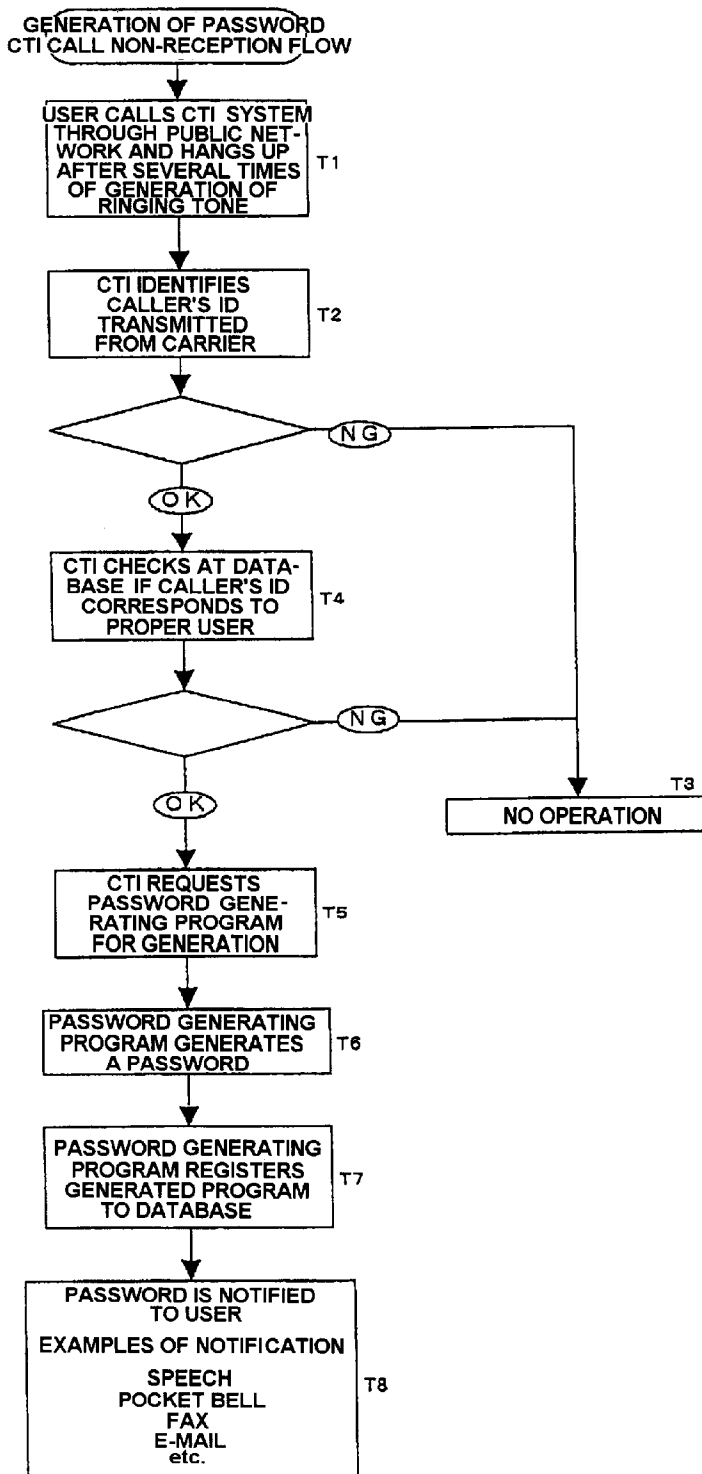 GENERATION OF PASSWORD
CTI CALL NON-RECEPTION FLOW
USER CALLS CTI SYSTEM
THROUGH PUBLIC NET-
WORK AND HANGS UP
AFTER SEVERAL TIMES
OF GENERATION OF
RINGING TONE
T1
CTI IDENTIFIES
CALLER'S ID
TRANSMITTED
FROM CARRIER
T2
NG
OK
CTI CHECKS AT DATA-
BASE IF CALLER'S ID
CORRESPONDS TO
PROPER USER
T4
NG
OK
T3
NO OPERATION
CTI REQUESTS
PASSWORD GENE-
RATING PROGRAM
FOR GENERATION
T5
PASSWORD GENERATING
PROGRAM GENERATES
A PASSWORD
T6
PASSWORD GENERATING
PROGRAM REGISTERS
GENERATED PROGRAM
TO DATABASE
T7
PASSWORD IS NOTIFIED
TO USER
EXAMPLES OF NOTIFICATION
SPEECH
POCKET BELL
FAX
E-MAIL
etc.
T8